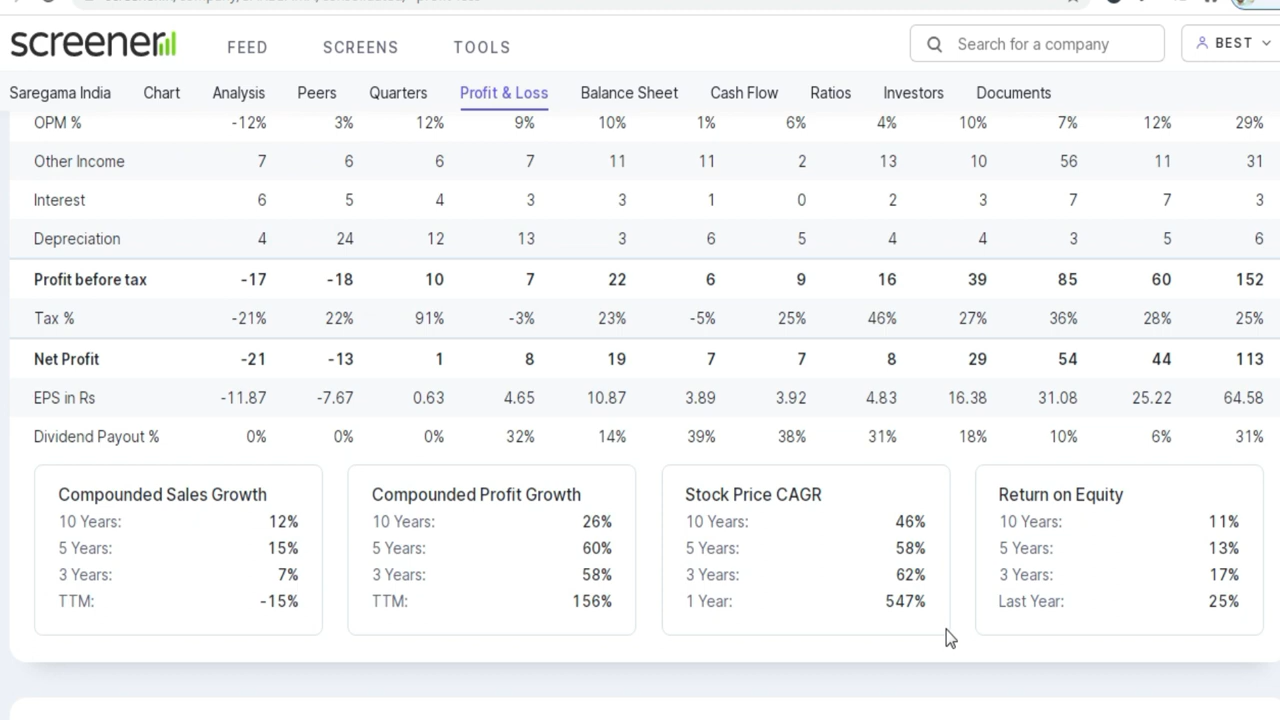 screener FEED SCREENS TOOLS Search for a company BEST
Saregama India Chart Analysis Peers Quarters Profit & Loss Balance Sheet Cash Flow Ratios Investors Documents
OPM % -12% 3% 12% 9% 10% 1% 6% 4% 10% 7% 12% 29%
Other Income 7 6 6 7 11 11 2 13 10 56 11 31
Interest 6 5 4 3 3 1 0 2 3 7 7 3
Depreciation 4 24 12 13 3 6 5 4 4 3 5 6
Profit before tax -17 -18 10 7 22 6 9 16 39 85 60 152
Tax % -21% 22% 91% -3% 23% -5% 25% 46% 27% 36% 28% 25%
Net Profit -21 -13 1 8 19 7 7 8 29 54 44 113
EPS in Rs -11.87 -7.67 0.63 4.65 10.87 3.89 3.92 4.83 16.38 31.08 25.22 64.58
Dividend Payout % 0% 0% 0% 32% 14% 39% 38% 31% 18% 10% 6% 31%
Compounded Sales Growth
10 Years: 12%
5 Years: 15%
3 Years: 7%
TTM: -15%
Compounded Profit Growth
10 Years: 26%
5 Years: 60%
3 Years: 58%
TTM: 156%
Stock Price CAGR
10 Years: 46%
5 Years: 58%
3 Years: 62%
1 Year: 547%
Return on Equity
10 Years: 11%
5 Years: 13%
3 Years: 17%
Last Year: 25%